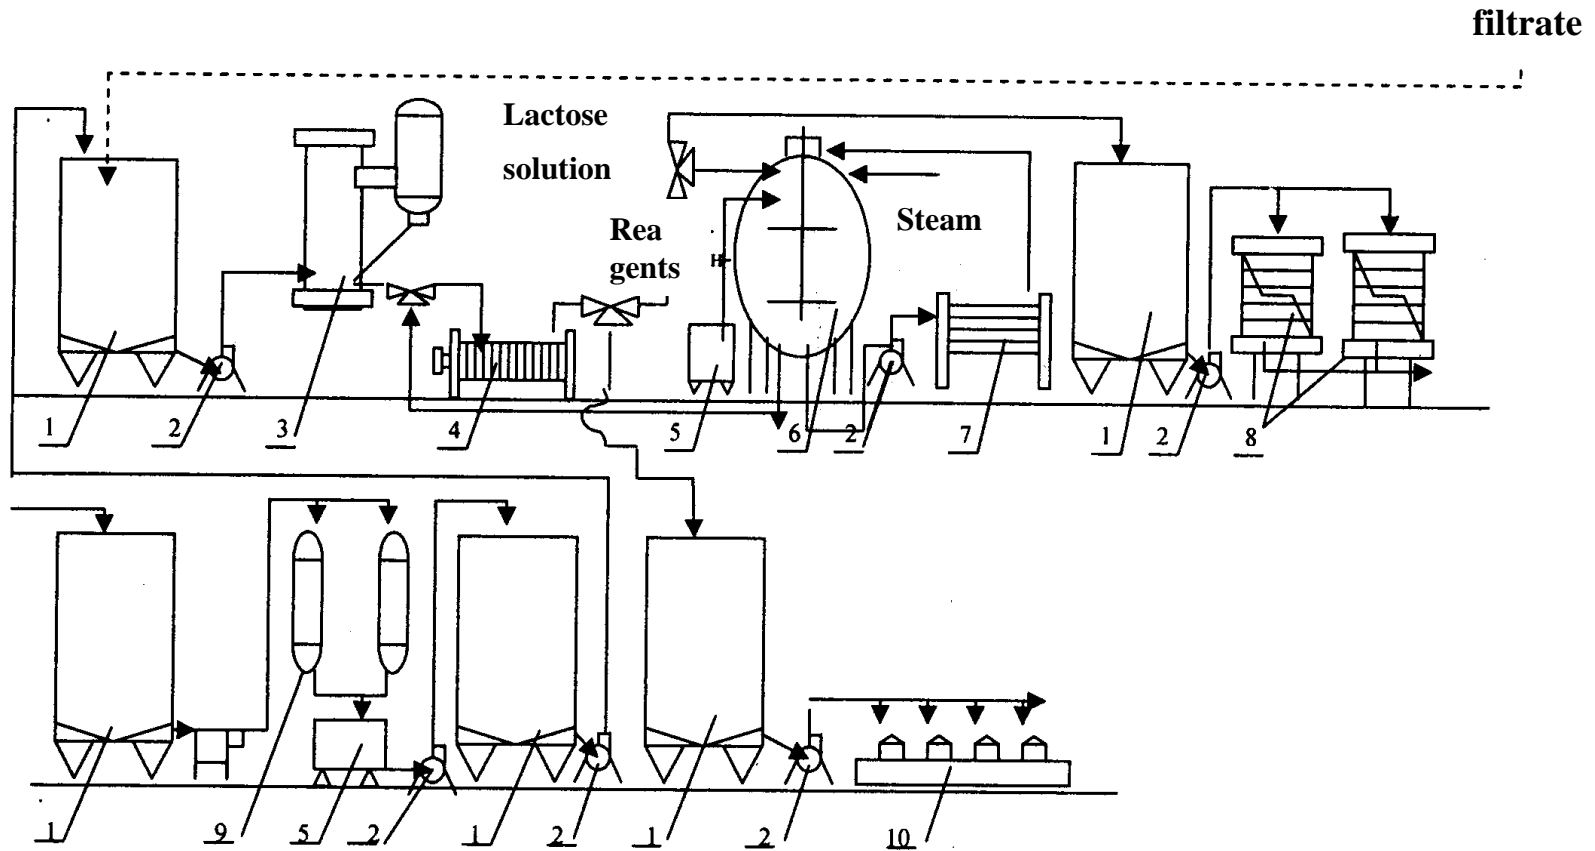 filtrate
Lactose
solution
Rea
gents
Steam
H
1 2 3 4 5 6 2 7 1 2 8
1 9 5 2 1 2 1 2 10